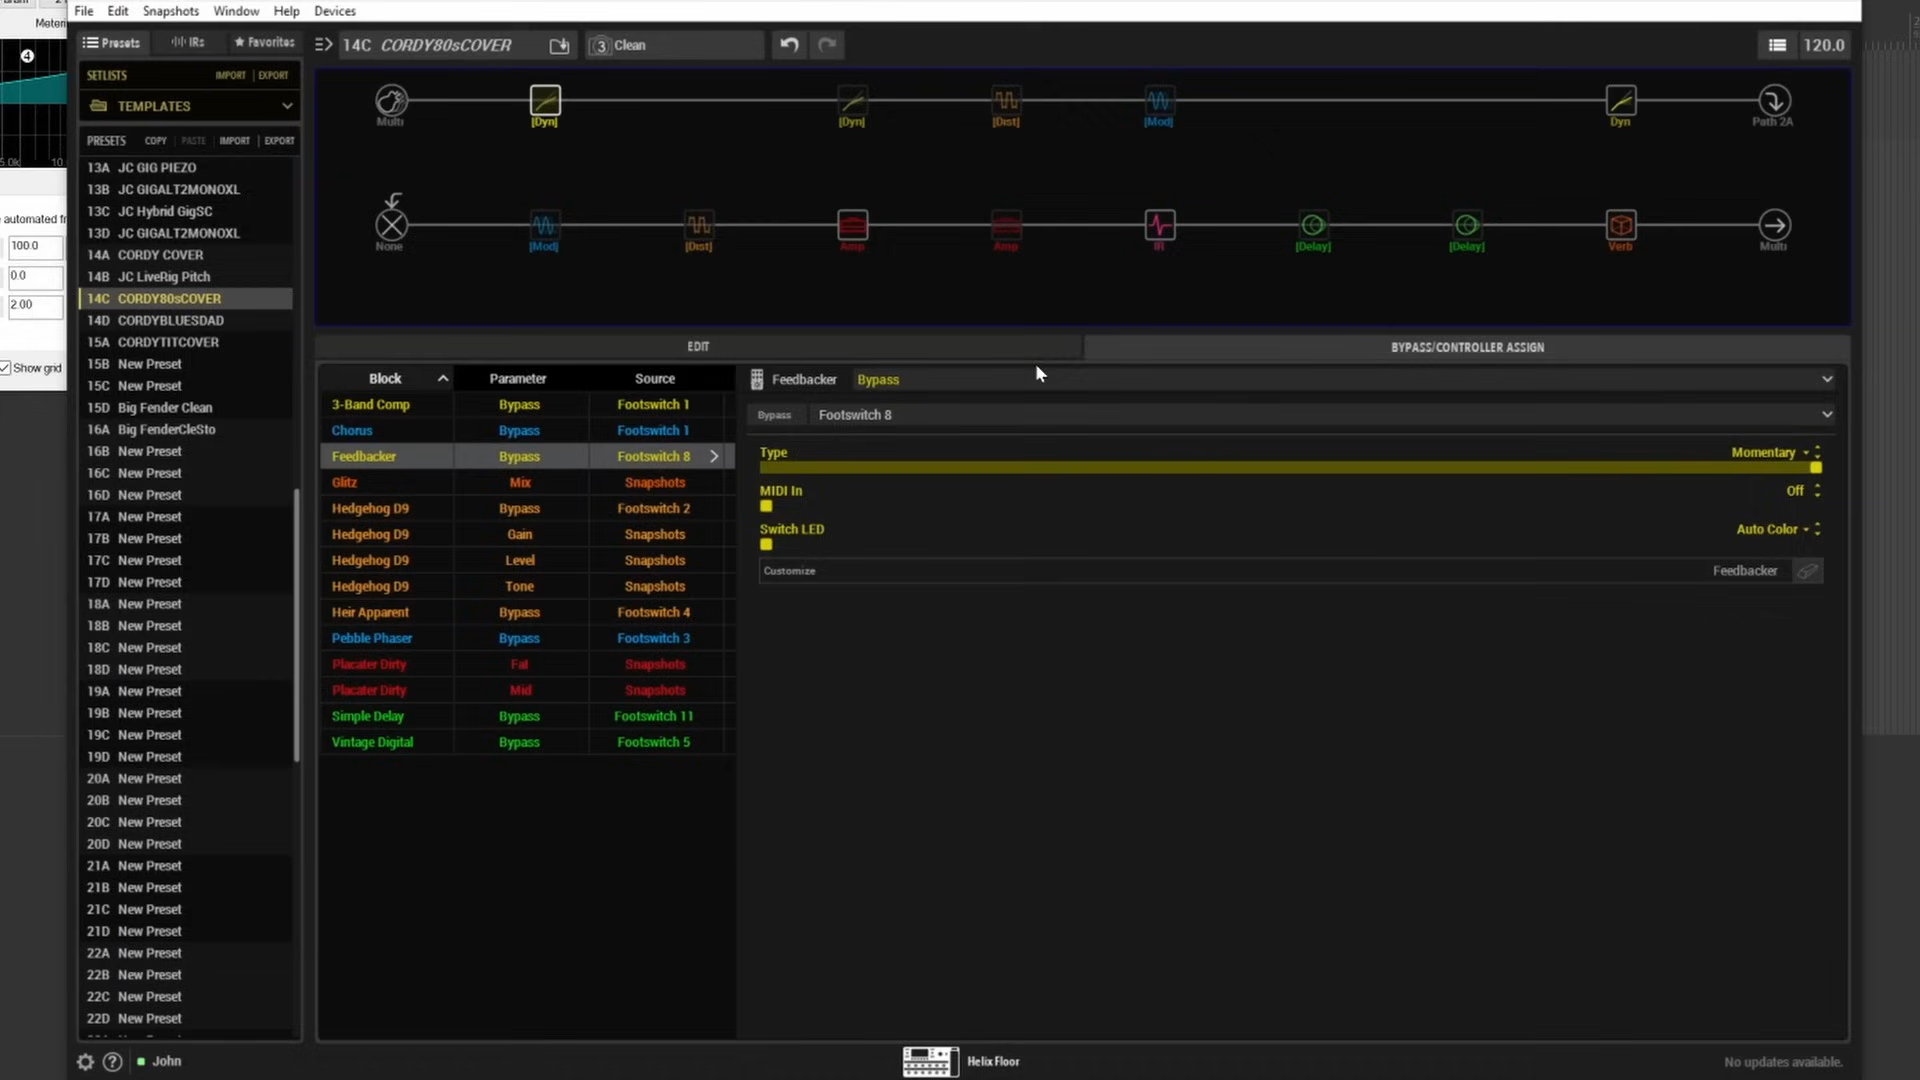 File Edit Snapshots Window Help Devices
Presets IRs Favorites
14C CORDY80sCOVER 3 Clean 120.0
SETLISTS IMPORT | EXPORT
TEMPLATES
PRESETS COPY PASTE IMPORT EXPORT
13A JC GIG PIEZO
13B JC GIGALT2MONOXL
13C JC Hybrid GigSC
13D JC GIGALT2MONOXL
14A CORDY COVER
14B JC LiveRig Pitch
14C CORDY80sCOVER
14D CORDYBLUESDAD
15A CORDYTITCOVER
15B New Preset
15C New Preset
15D Big Fender Clean
16A Big FenderCleSto
16B New Preset
16C New Preset
16D New Preset
17A New Preset
17B New Preset
17C New Preset
17D New Preset
18A New Preset
18B New Preset
18C New Preset
18D New Preset
19A New Preset
19B New Preset
19C New Preset
19D New Preset
20A New Preset
20B New Preset
20C New Preset
20D New Preset
21A New Preset
21B New Preset
21C New Preset
21D New Preset
22A New Preset
22B New Preset
22C New Preset
22D New Preset
John
Multi [Dyn] [Dyn] [Dist] [Mod] Dyn Path 2A
None [Mod] [Dist] Amp Amp IR [Delay] [Delay] Verb Multi
EDIT BYPASS/CONTROLLER ASSIGN
Block Parameter Source
3-Band Comp Bypass Footswitch 1
Chorus Bypass Footswitch 1
Feedbacker Bypass Footswitch 8
Glitz Mix Snapshots
Hedgehog D9 Bypass Footswitch 2
Hedgehog D9 Gain Snapshots
Hedgehog D9 Level Snapshots
Hedgehog D9 Tone Snapshots
Heir Apparent Bypass Footswitch 4
Pebble Phaser Bypass Footswitch 3
Placater Dirty Fat Snapshots
Placater Dirty Mid Snapshots
Simple Delay Bypass Footswitch 11
Vintage Digital Bypass Footswitch 5
Feedbacker Bypass
Bypass Footswitch 8
Type Momentary
MIDI In Off
Switch LED Auto Color
Customize Feedbacker
Helix Floor
No updates available.
4
10
automated
100.0
0.0
2.00
Show grid